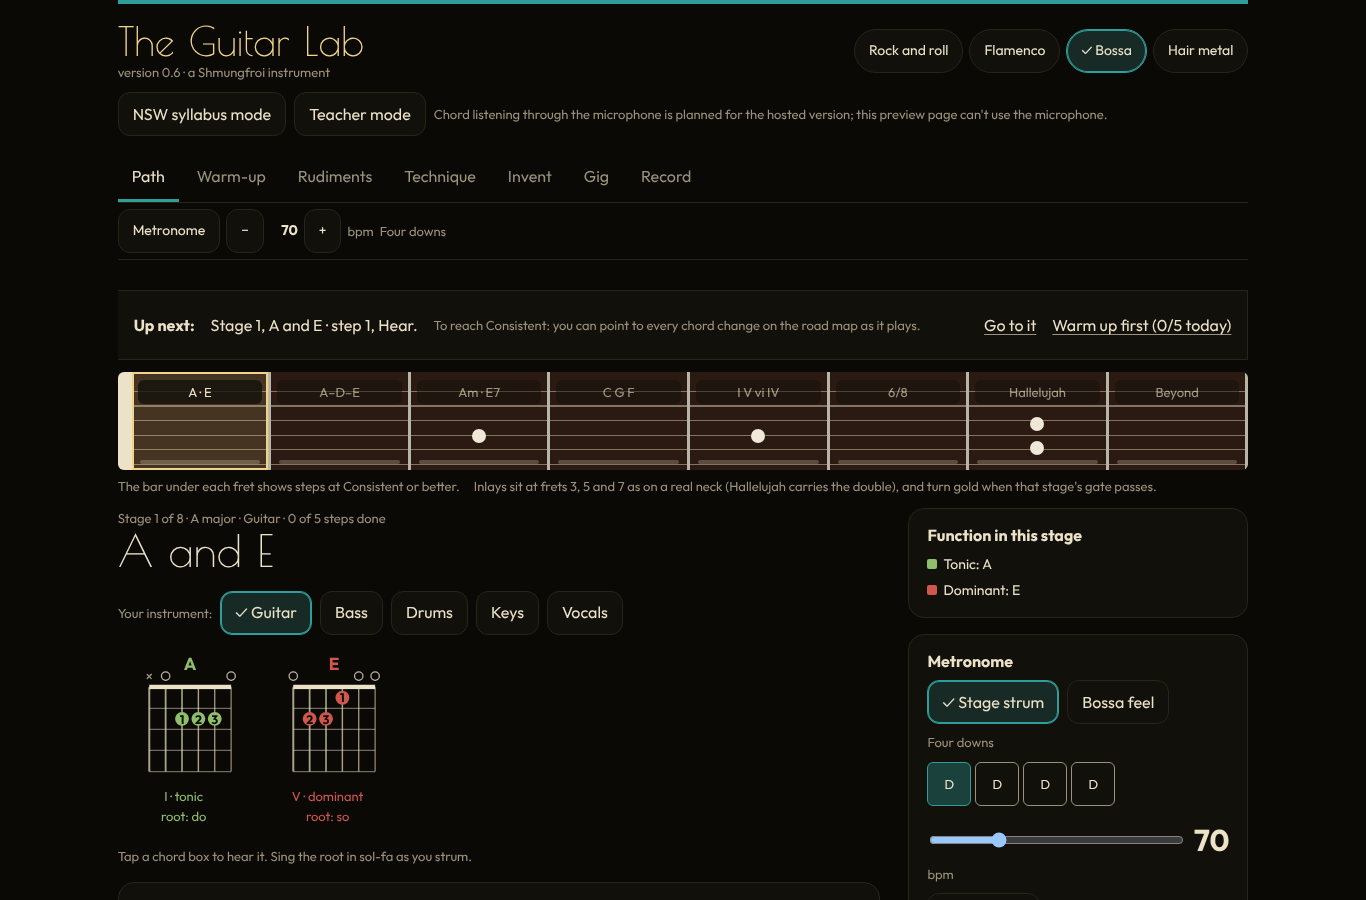 The Guitar Lab
version 0.6 · a Shmungfroi instrument
Rock and roll
Flamenco
✓ Bossa
Hair metal
NSW syllabus mode
Teacher mode
Chord listening through the microphone is planned for the hosted version; this preview page can't use the microphone.
Path
Warm-up
Rudiments
Technique
Invent
Gig
Record
Metronome
−
70
+
bpm Four downs
Up next: Stage 1, A and E · step 1, Hear. To reach Consistent: you can point to every chord change on the road map as it plays.
Go to it
Warm up first (0/5 today)
A · E
A–D–E
Am · E7
C G F
I V vi IV
6/8
Hallelujah
Beyond
The bar under each fret shows steps at Consistent or better. Inlays sit at frets 3, 5 and 7 as on a real neck (Hallelujah carries the double), and turn gold when that stage's gate passes.
Stage 1 of 8 · A major · Guitar · 0 of 5 steps done
A and E
Your instrument:
✓ Guitar
Bass
Drums
Keys
Vocals
A
×
1 2 3
I · tonic
root: do
E
1
2 3
V · dominant
root: so
Tap a chord box to hear it. Sing the root in sol-fa as you strum.
Function in this stage
Tonic: A
Dominant: E
Metronome
✓ Stage strum
Bossa feel
Four downs
D D D D
70
bpm